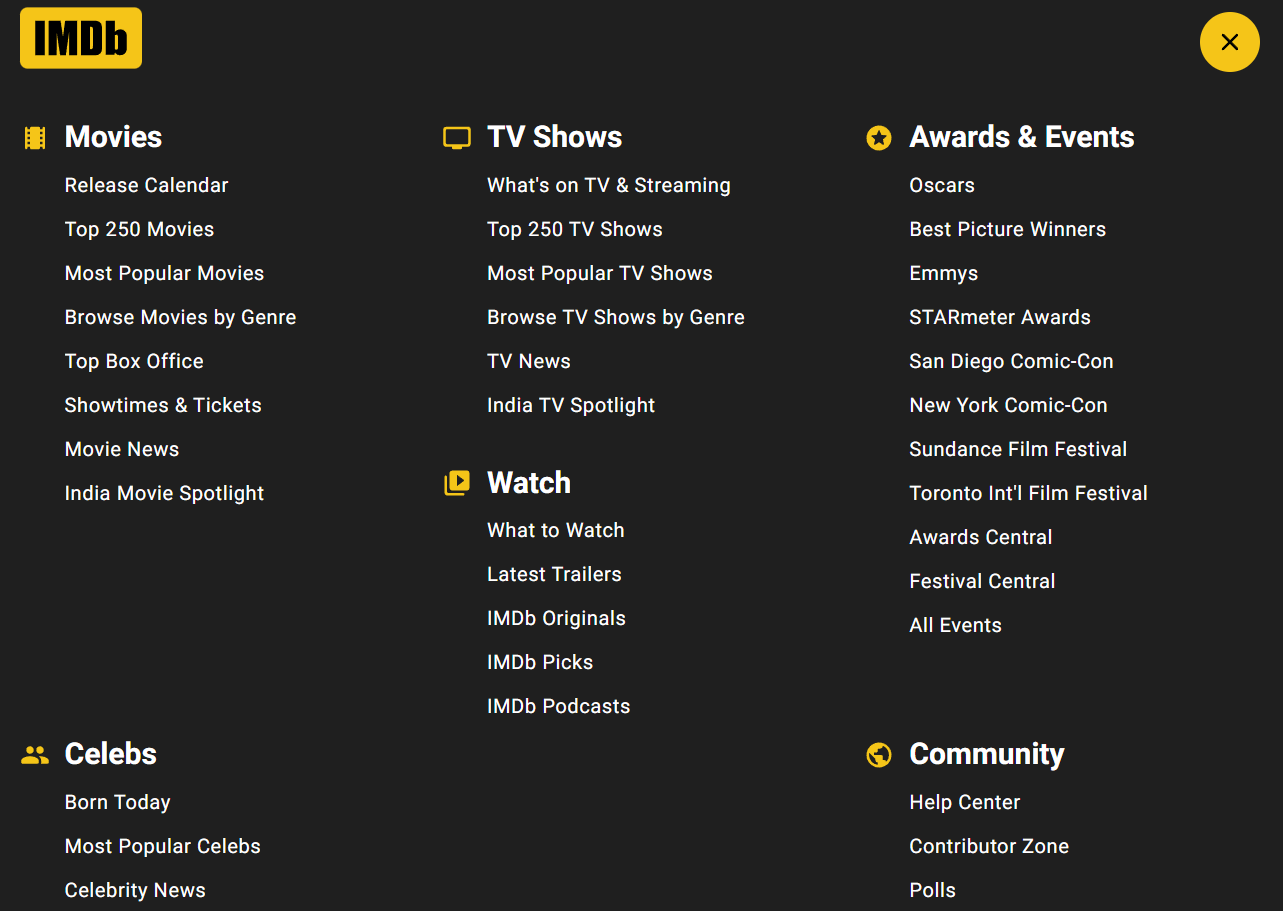 IMDb
Movies
Release Calendar
Top 250 Movies
Most Popular Movies
Browse Movies by Genre
Top Box Office
Showtimes & Tickets
Movie News
India Movie Spotlight
TV Shows
What's on TV & Streaming
Top 250 TV Shows
Most Popular TV Shows
Browse TV Shows by Genre
TV News
India TV Spotlight
Watch
What to Watch
Latest Trailers
IMDb Originals
IMDb Picks
IMDb Podcasts
Awards & Events
Oscars
Best Picture Winners
Emmys
STARmeter Awards
San Diego Comic-Con
New York Comic-Con
Sundance Film Festival
Toronto Int'l Film Festival
Awards Central
Festival Central
All Events
Celebs
Born Today
Most Popular Celebs
Celebrity News
Community
Help Center
Contributor Zone
Polls